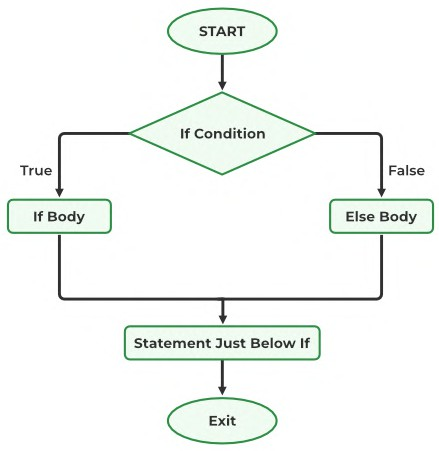 START
If Condition
True
False
If Body
Else Body
Statement Just Below If
Exit